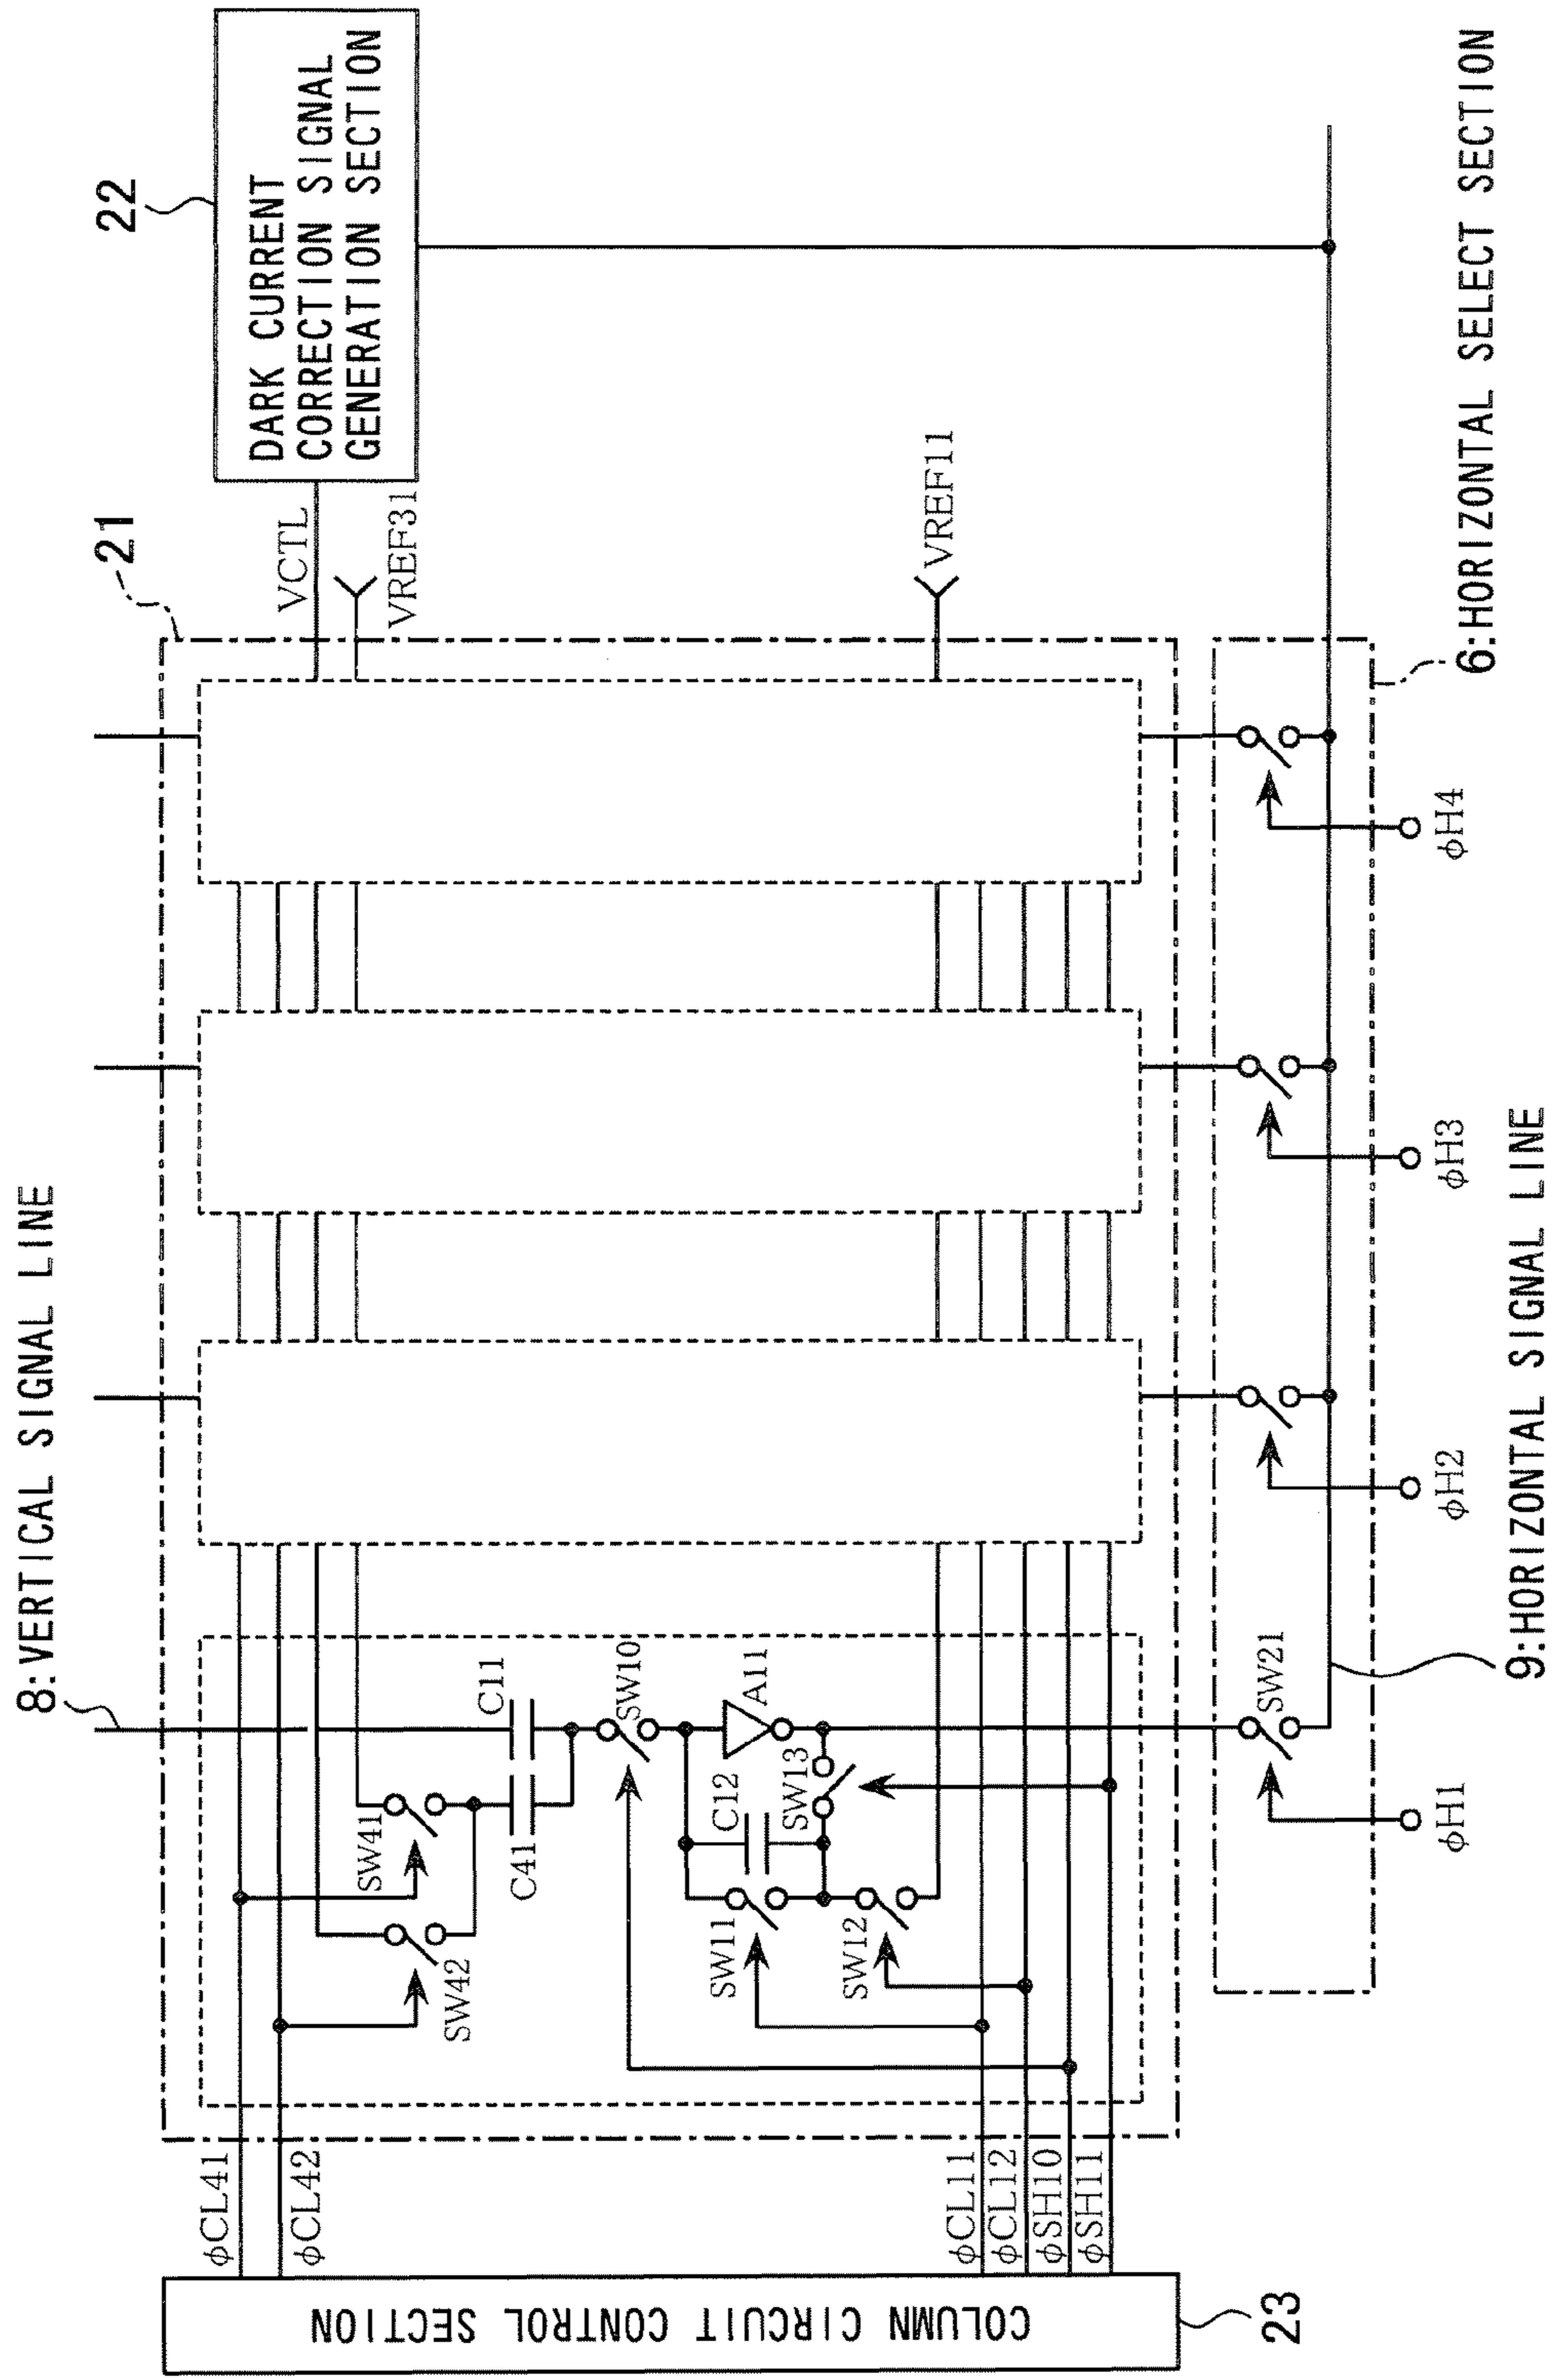 8:VERTICAL SIGNAL LINE
21
22
DARK CURRENT
CORRECTION SIGNAL
GENERATION SECTION
VCTL
VREF31
VREF11
COLUMN CIRCUIT CONTROL SECTION
23
φCL41
φCL42
φCL11
φCL12
φSH10
φSH11
SW41
SW42
C11
C41
SW10
A11
C12
SW13
SW11
SW12
SW21
φH1
φH2
φH3
φH4
6:HORIZONTAL SELECT SECTION
9:HORIZONTAL SIGNAL LINE